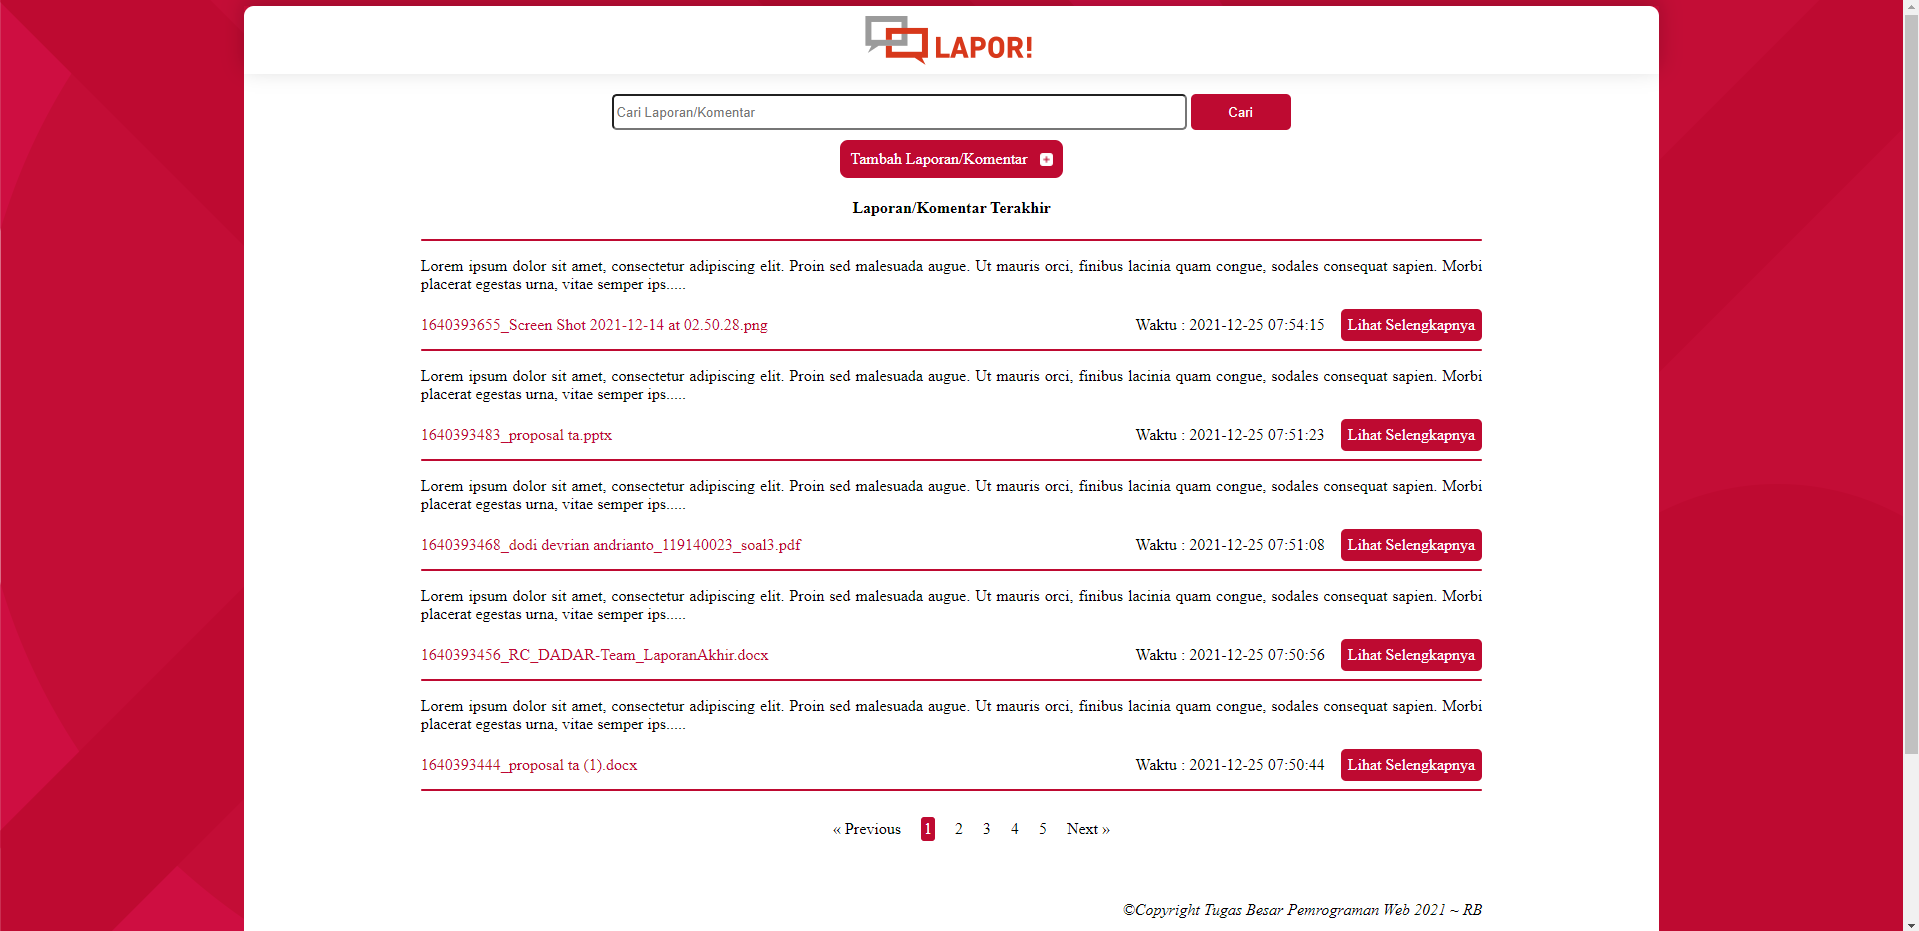 LAPOR!
Cari Laporan/Komentar
Cari
Tambah Laporan/Komentar
Laporan/Komentar Terakhir
Lorem ipsum dolor sit amet, consectetur adipiscing elit. Proin sed malesuada augue. Ut mauris orci, finibus lacinia quam congue, sodales consequat sapien. Morbi
placerat egestas urna, vitae semper ips.....
1640393655_Screen Shot 2021-12-14 at 02.50.28.png Waktu : 2021-12-25 07:54:15 Lihat Selengkapnya
Lorem ipsum dolor sit amet, consectetur adipiscing elit. Proin sed malesuada augue. Ut mauris orci, finibus lacinia quam congue, sodales consequat sapien. Morbi
placerat egestas urna, vitae semper ips.....
1640393483_proposal ta.pptx Waktu : 2021-12-25 07:51:23 Lihat Selengkapnya
Lorem ipsum dolor sit amet, consectetur adipiscing elit. Proin sed malesuada augue. Ut mauris orci, finibus lacinia quam congue, sodales consequat sapien. Morbi
placerat egestas urna, vitae semper ips.....
1640393468_dodi devrian andrianto_119140023_soal3.pdf Waktu : 2021-12-25 07:51:08 Lihat Selengkapnya
Lorem ipsum dolor sit amet, consectetur adipiscing elit. Proin sed malesuada augue. Ut mauris orci, finibus lacinia quam congue, sodales consequat sapien. Morbi
placerat egestas urna, vitae semper ips.....
1640393456_RC_DADAR-Team_LaporanAkhir.docx Waktu : 2021-12-25 07:50:56 Lihat Selengkapnya
Lorem ipsum dolor sit amet, consectetur adipiscing elit. Proin sed malesuada augue. Ut mauris orci, finibus lacinia quam congue, sodales consequat sapien. Morbi
placerat egestas urna, vitae semper ips.....
1640393444_proposal ta (1).docx Waktu : 2021-12-25 07:50:44 Lihat Selengkapnya
« Previous 1 2 3 4 5 Next »
©Copyright Tugas Besar Pemrograman Web 2021 ~ RB